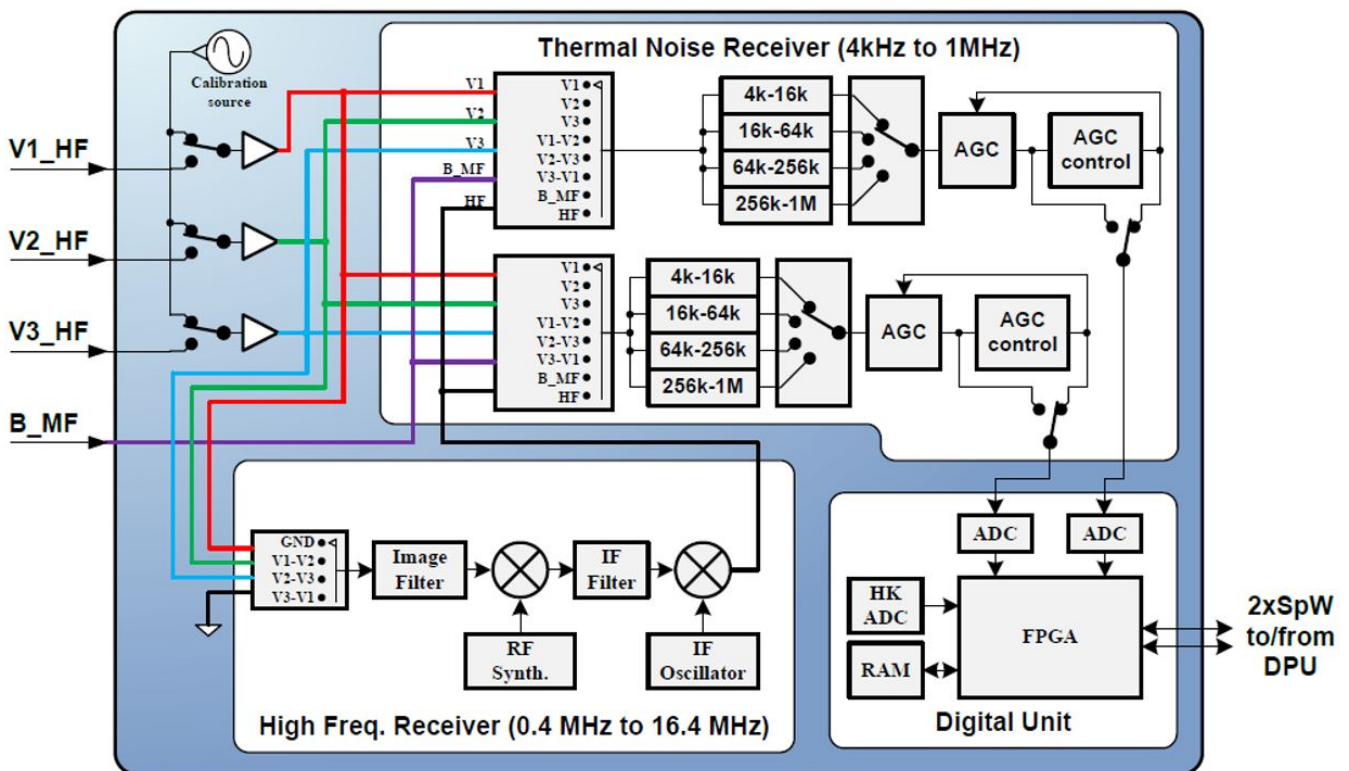 Thermal Noise Receiver (4kHz to 1MHz)
Calibration
source
V1_HF
V2_HF
V3_HF
B_MF
V1
V2
V3
B_MF
HF
V1
V2
V3
V1-V2
V2-V3
V3-V1
B_MF
HF
4k-16k
16k-64k
64k-256k
256k-1M
AGC
AGC
control
V1
V2
V3
V1-V2
V2-V3
V3-V1
B_MF
HF
4k-16k
16k-64k
64k-256k
256k-1M
AGC
AGC
control
GND
V1-V2
V2-V3
V3-V1
Image
Filter
IF
Filter
RF
Synth.
IF
Oscillator
High Freq. Receiver (0.4 MHz to 16.4 MHz)
ADC
ADC
HK
ADC
RAM
FPGA
Digital Unit
2xSpW
to/from
DPU